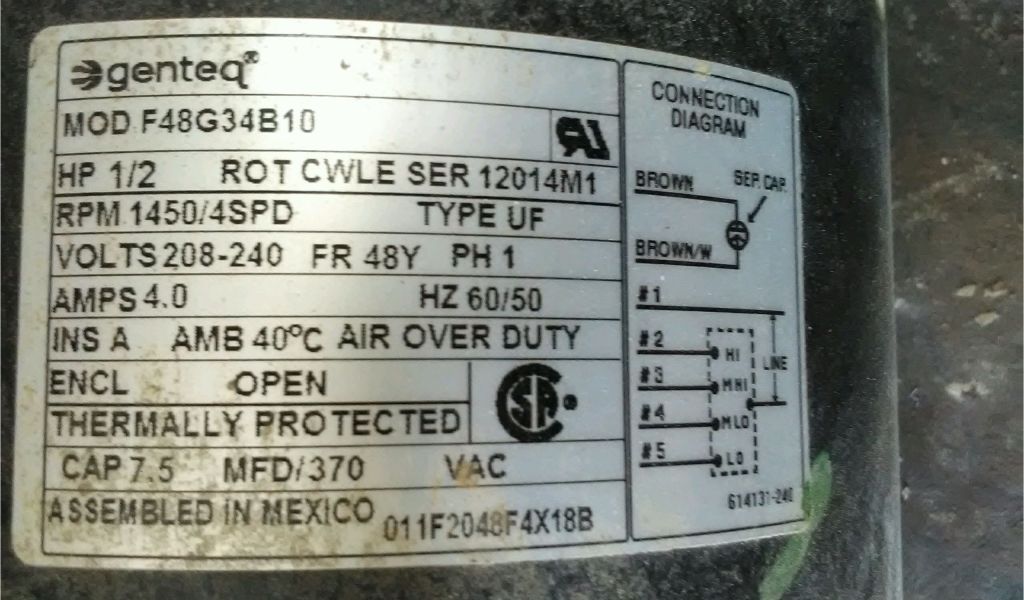 genteq®
MOD F48G34B10
HP 1/2 ROT CWLE SER 12014M1
RPM 1450/4SPD TYPE UF
VOLTS 208-240 FR 48Y PH 1
AMPS 4.0 HZ 60/50
INS A AMB 40°C AIR OVER DUTY
ENCL OPEN
THERMALLY PROTECTED
CAP 7.5 MFD/370 VAC
ASSEMBLED IN MEXICO 011F2048F4X18B
CONNECTION
DIAGRAM
BROWN SEP. CAP.
BROWN/W
#1
#2 HI
LINE
#3 M HI
#4 M LO
#5 LO
614131-240